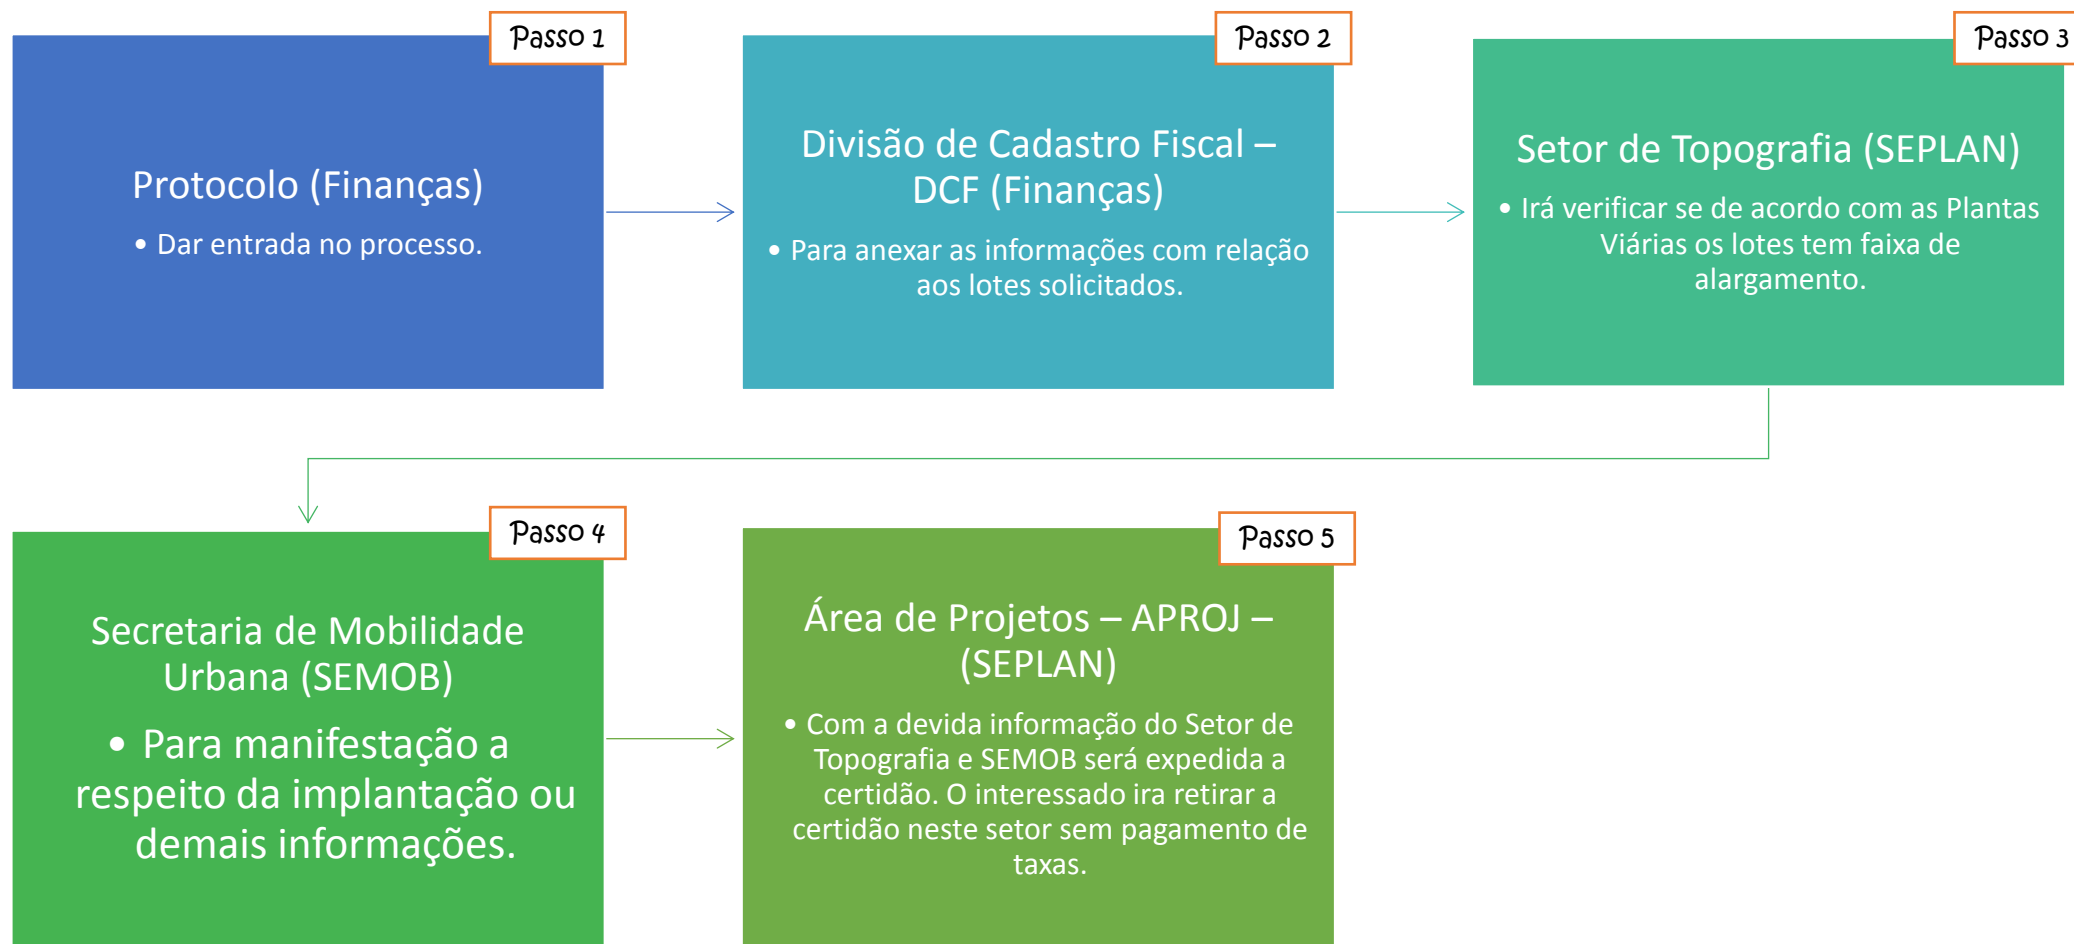 Passo 1
Protocolo (Finanças)
• Dar entrada no processo.
Passo 2
Divisão de Cadastro Fiscal –
DCF (Finanças)
• Para anexar as informações com relação
aos lotes solicitados.
Passo 3
Setor de Topografia (SEPLAN)
• Irá verificar se de acordo com as Plantas
Viárias os lotes tem faixa de
alargamento.
Passo 4
Secretaria de Mobilidade
Urbana (SEMOB)
• Para manifestação a
respeito da implantação ou
demais informações.
Passo 5
Área de Projetos – APROJ –
(SEPLAN)
• Com a devida informação do Setor de
Topografia e SEMOB será expedida a
certidão. O interessado ira retirar a
certidão neste setor sem pagamento de
taxas.